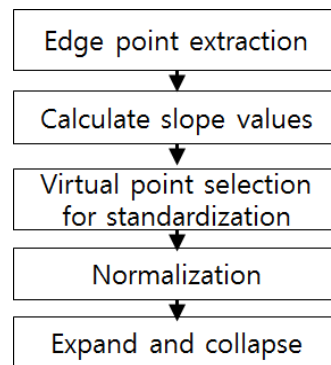 Edge point extraction
Calculate slope values
Virtual point selection
for standardization
Normalization
Expand and collapse